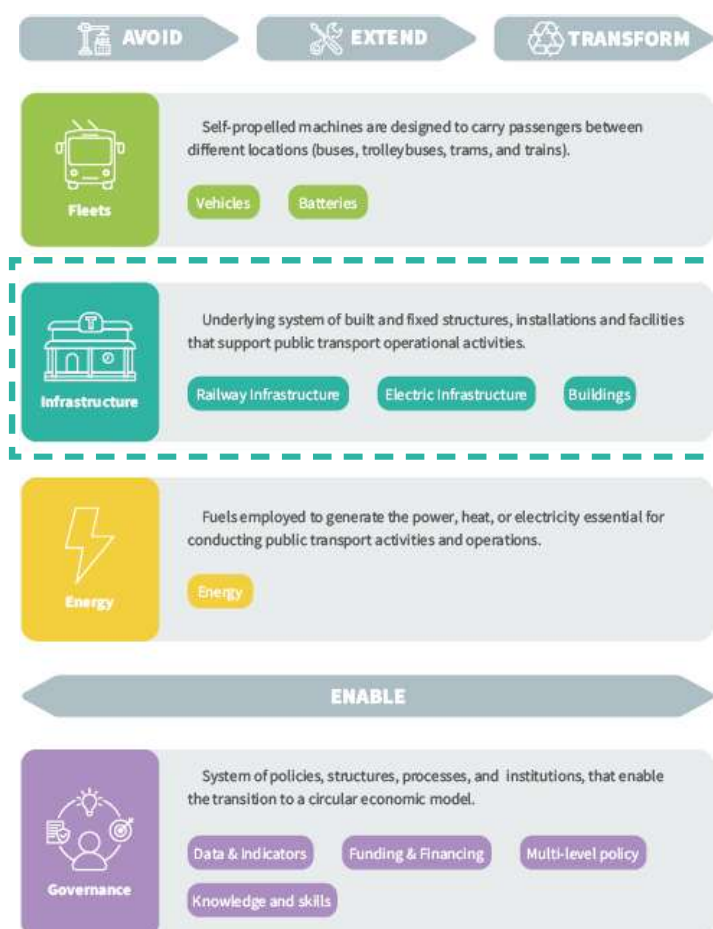 AVOID
EXTEND
TRANSFORM
Self-propelled machines are designed to carry passengers between
different locations (buses, trolleybuses, trams, and trains).
Vehicles
Batteries
Fleets
T
Underlying system of built and fixed structures, installations and facilities
that support public transport operational activities.
Railway Infrastructure
Electric Infrastructure
Buildings
Infrastructure
Fuels employed to generate the power, heat, or electricity essential for
conducting public transport activities and operations.
Energy
Energy
ENABLE
System of policies, structures, processes, and institutions, that enable
the transition to a circular economic model.
Data & Indicators
Funding & Financing
Multi-level policy
Governance
Knowledge and skills